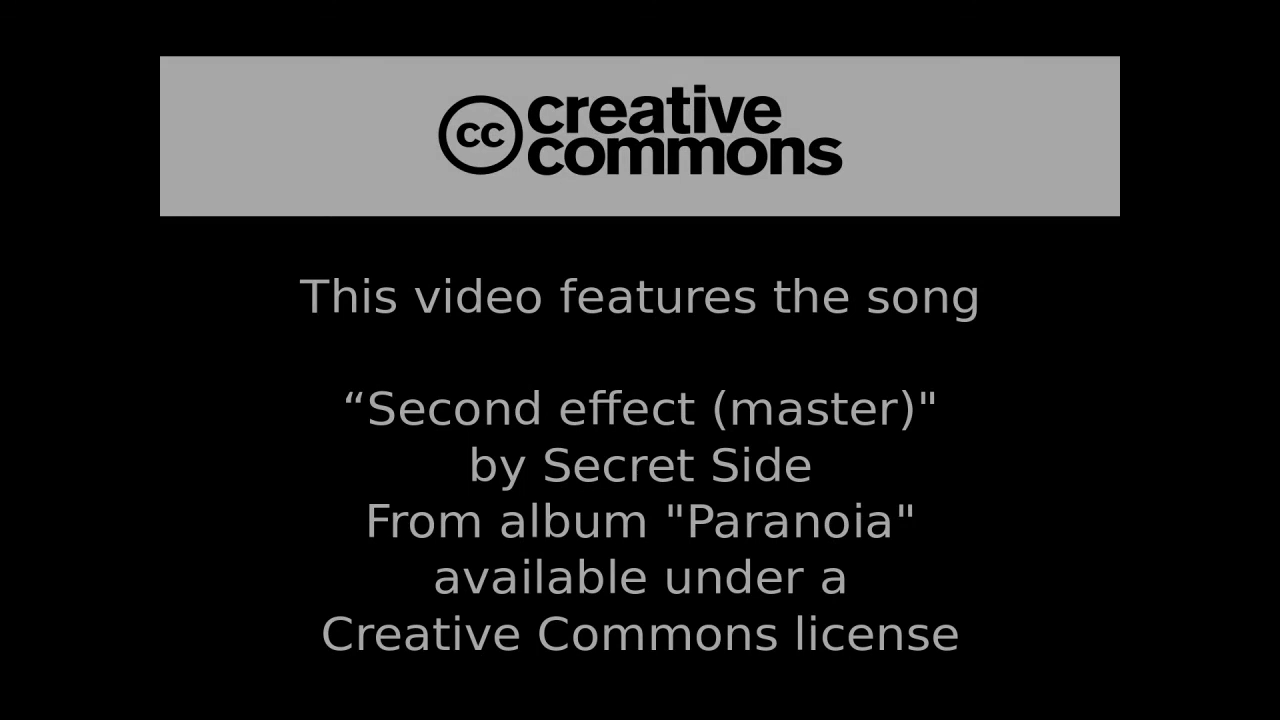 cc creative
commons
This video features the song
“Second effect (master)"
by Secret Side
From album "Paranoia"
available under a
Creative Commons license